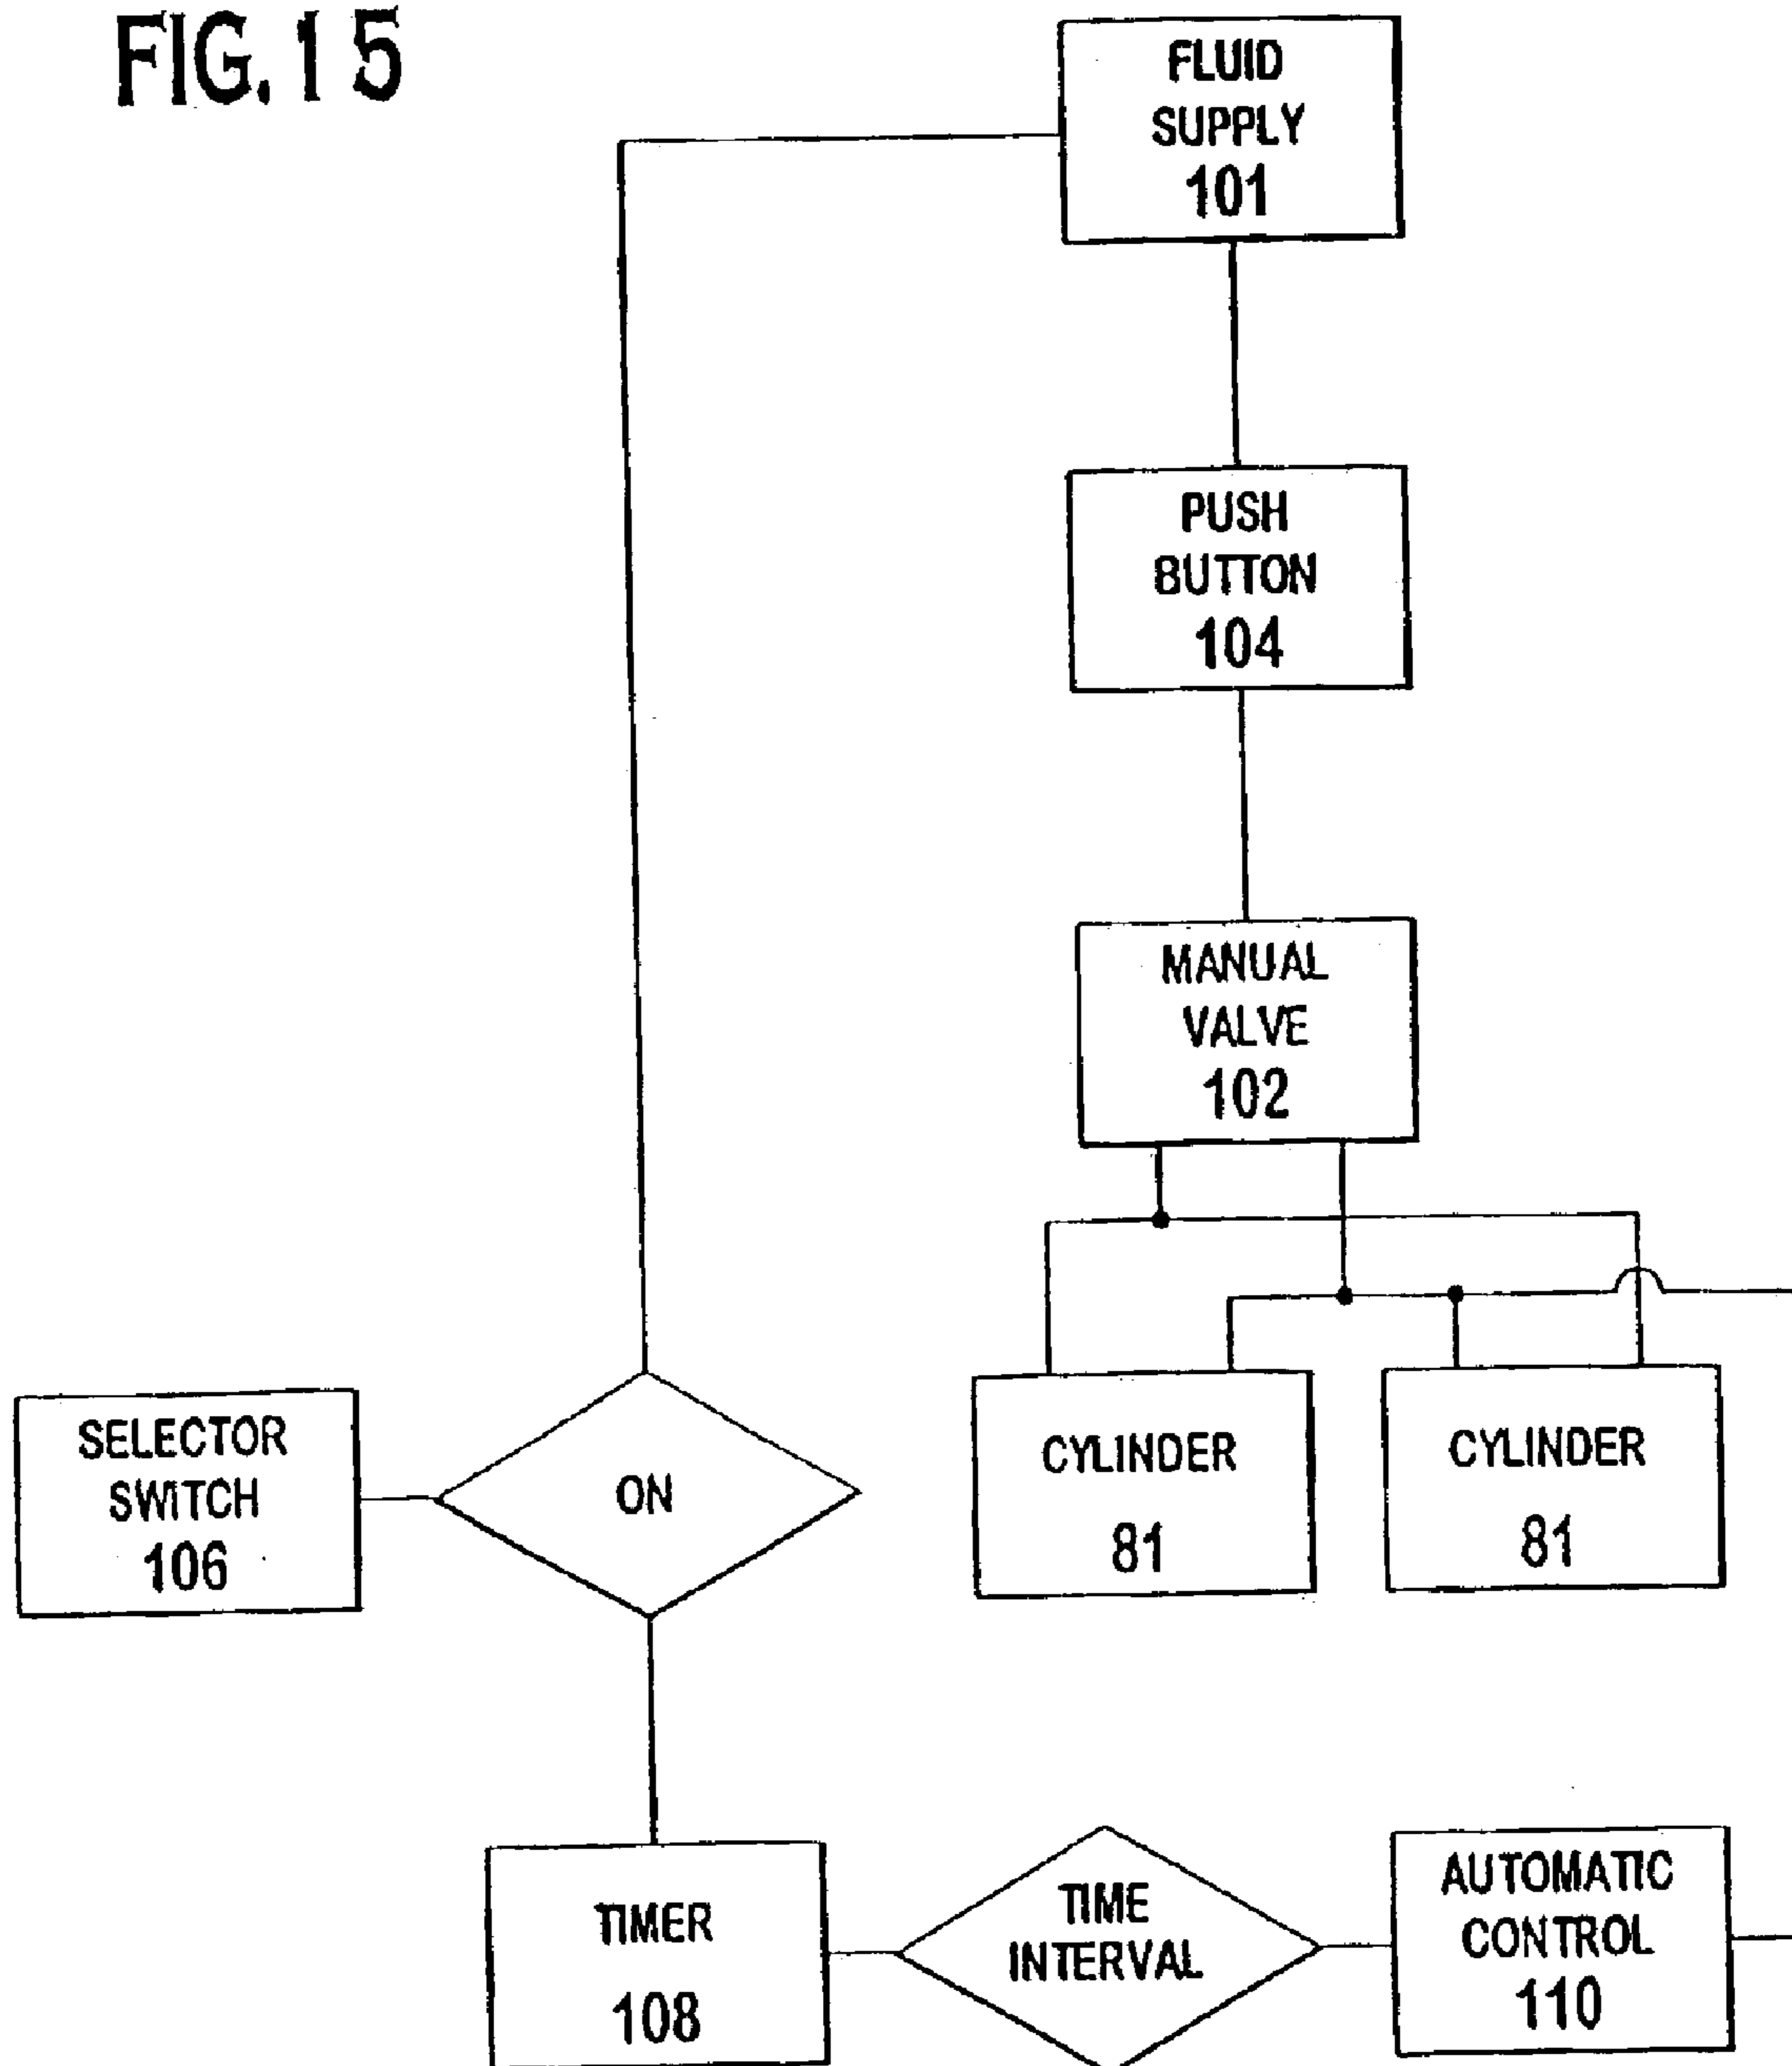 FIG. 15
FLUID
SUPPLY
101
PUSH
BUTTON
104
MANUAL
VALVE
102
SELECTOR
SWITCH
106
ON
CYLINDER
81
CYLINDER
81
TIMER
108
TIME
INTERVAL
AUTOMATIC
CONTROL
110